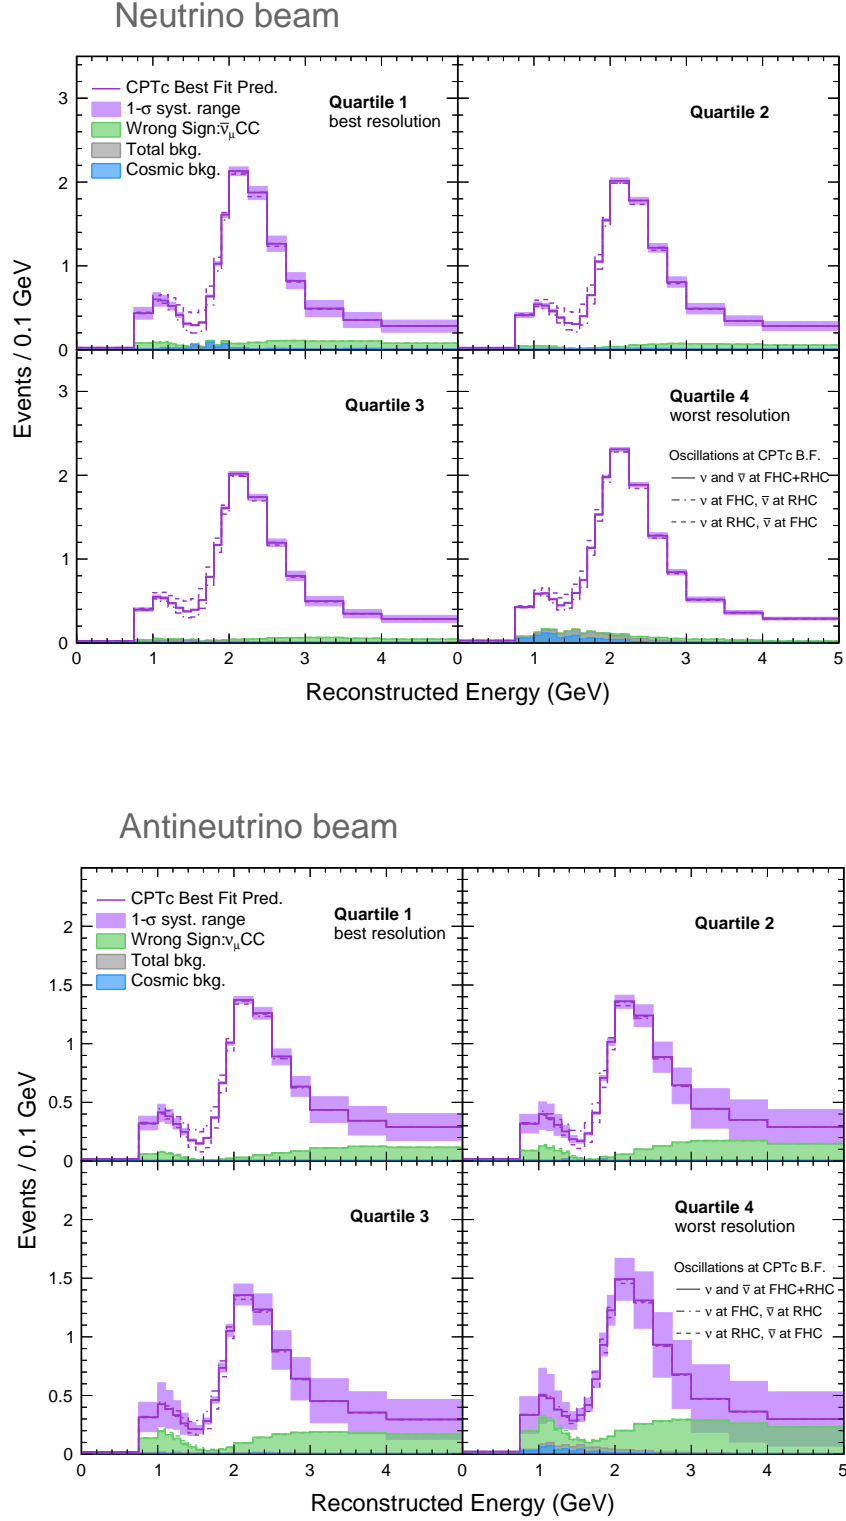 Neutrino beam
CPTc Best Fit Pred.
1-σ syst. range
Wrong Sign:ν̅μCC
Total bkg.
Cosmic bkg.
Quartile 1
best resolution
Quartile 2
3
2
1
0
Quartile 3
Quartile 4
worst resolution
Oscillations at CPTc B.F.
ν and ν̅ at FHC+RHC
ν at FHC, ν̅ at RHC
ν at RHC, ν̅ at FHC
3
2
1
0
0 1 2 3 4 0 1 2 3 4 5
Events / 0.1 GeV
Reconstructed Energy (GeV)
Antineutrino beam
CPTc Best Fit Pred.
1-σ syst. range
Wrong Sign:νμCC
Total bkg.
Cosmic bkg.
Quartile 1
best resolution
Quartile 2
2
1.5
1
0.5
0
Quartile 3
Quartile 4
worst resolution
Oscillations at CPTc B.F.
ν and ν̅ at FHC+RHC
ν at FHC, ν̅ at RHC
ν at RHC, ν̅ at FHC
2
1.5
1
0.5
0
0 1 2 3 4 0 1 2 3 4 5
Events / 0.1 GeV
Reconstructed Energy (GeV)